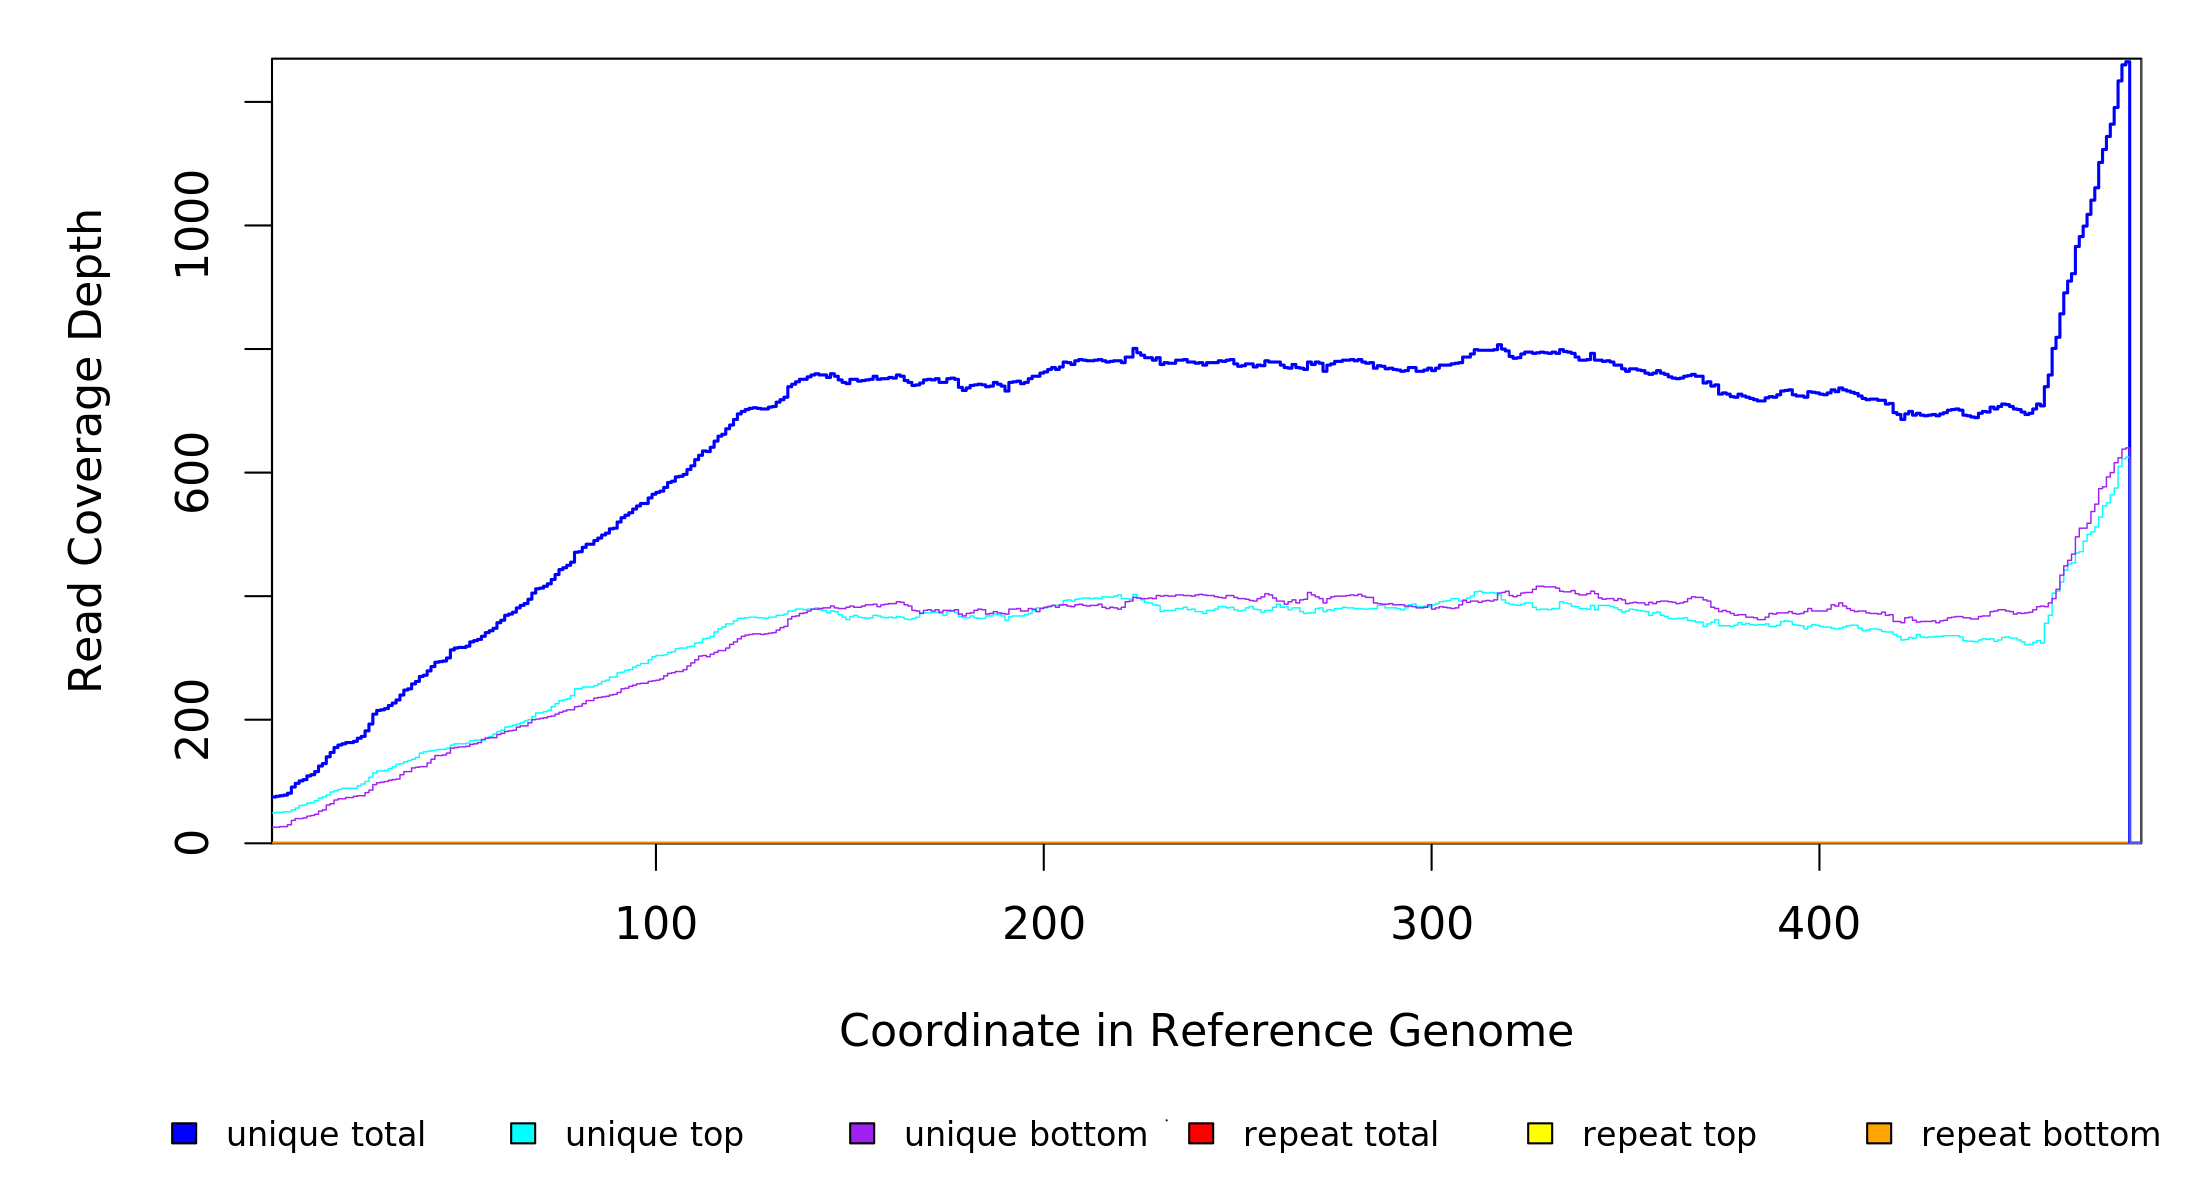 Read Coverage Depth
1000
600
200
0
100 200 300 400
Coordinate in Reference Genome
unique total unique top unique bottom repeat total repeat top repeat bottom